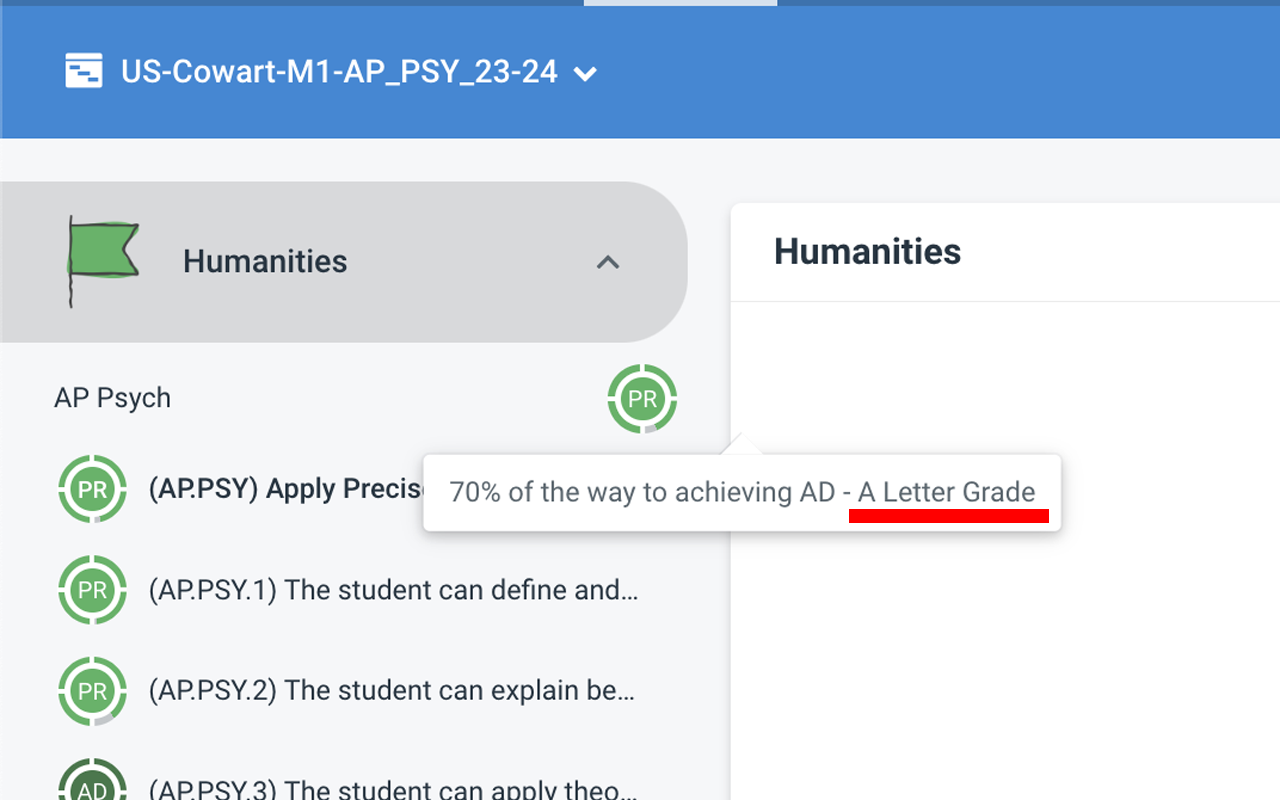 US-Cowart-M1-AP_PSY_23-24
Humanities
Humanities
AP Psych
PR
70% of the way to achieving AD - A Letter Grade
PR
(AP.PSY) Apply Precis
PR
(AP.PSY.1) The student can define and...
PR
(AP.PSY.2) The student can explain be...
AD
(AP.PSY.3) The student can apply theo...